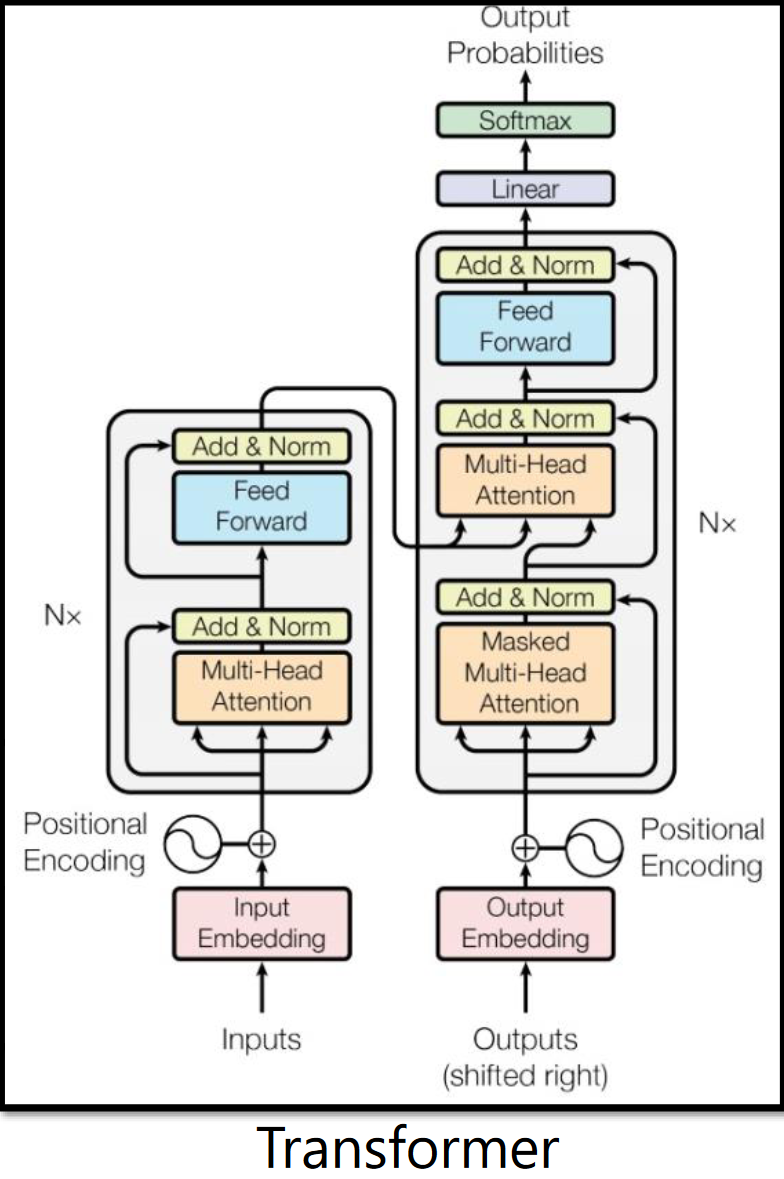 Output
Probabilities
Softmax
Linear
Add & Norm
Feed
Forward
Add & Norm
Multi-Head
Attention
Nx
Add & Norm
Masked
Multi-Head
Attention
Add & Norm
Feed
Forward
Nx
Add & Norm
Multi-Head
Attention
Positional
Encoding
Positional
Encoding
Input
Embedding
Output
Embedding
Inputs
Outputs
(shifted right)
Transformer